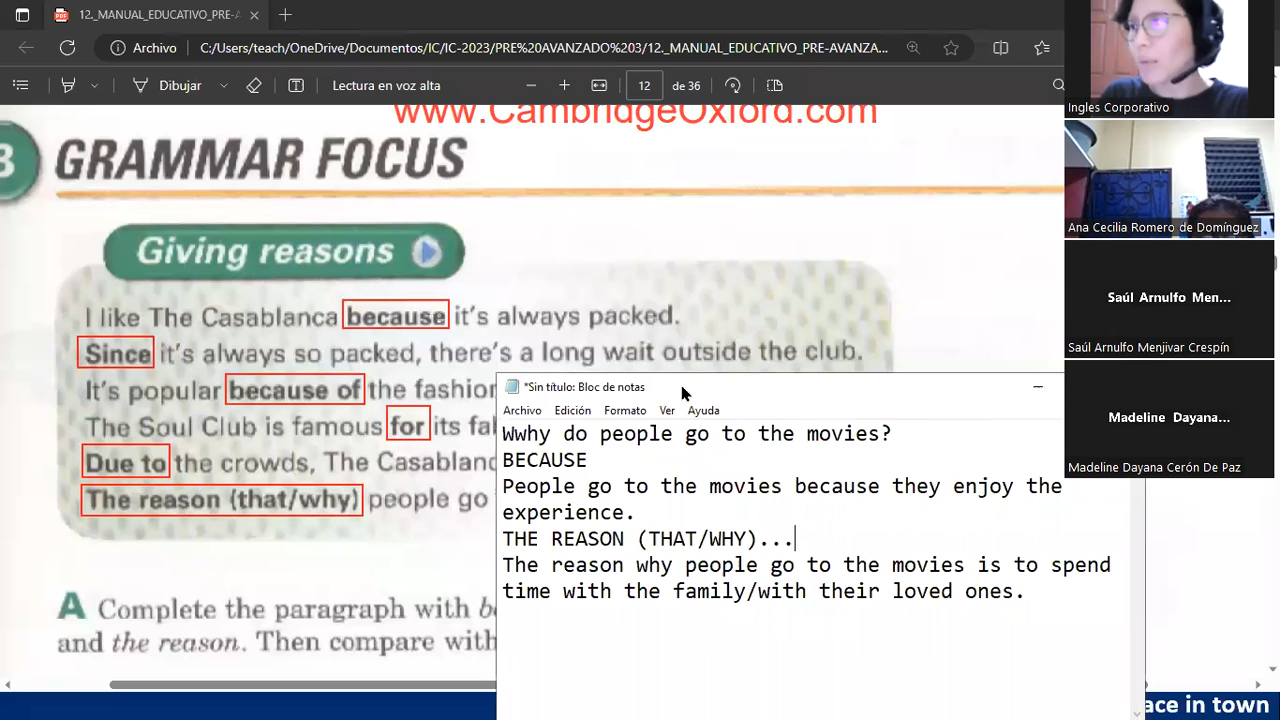 12._MANUAL_EDUCATIVO_PRE-A
Archivo C:/Users/teach/OneDrive/Documentos/IC/IC-2023/PRE%20AVANZADO%203/12._MANUAL_EDUCATIVO_PRE-AVANZA...
Dibujar Lectura en voz alta 12 de 36
www.CambridgeOxford.com
GRAMMAR FOCUS
Giving reasons
I like The Casablanca because it's always packed.
Since it's always so packed, there's a long wait outside the club.
It's popular because of the fashion
The Soul Club is famous for its
Due to the crowds, The Casablanc
The reason (that/why) people go
A Complete the paragraph with
and the reason. Then compare with
*Sin título: Bloc de notas
Archivo Edición Formato Ver Ayuda
Wwhy do people go to the movies?
BECAUSE
People go to the movies because they enjoy the
experience.
THE REASON (THAT/WHY)...
The reason why people go to the movies is to spend
time with the family/with their loved ones.
Ingles Corporativo
Ana Cecilia Romero de Domínguez
Saúl Arnulfo Men...
Saúl Arnulfo Menjivar Crespín
Madeline Dayana...
Madeline Dayana Cerón De Paz
ace in town